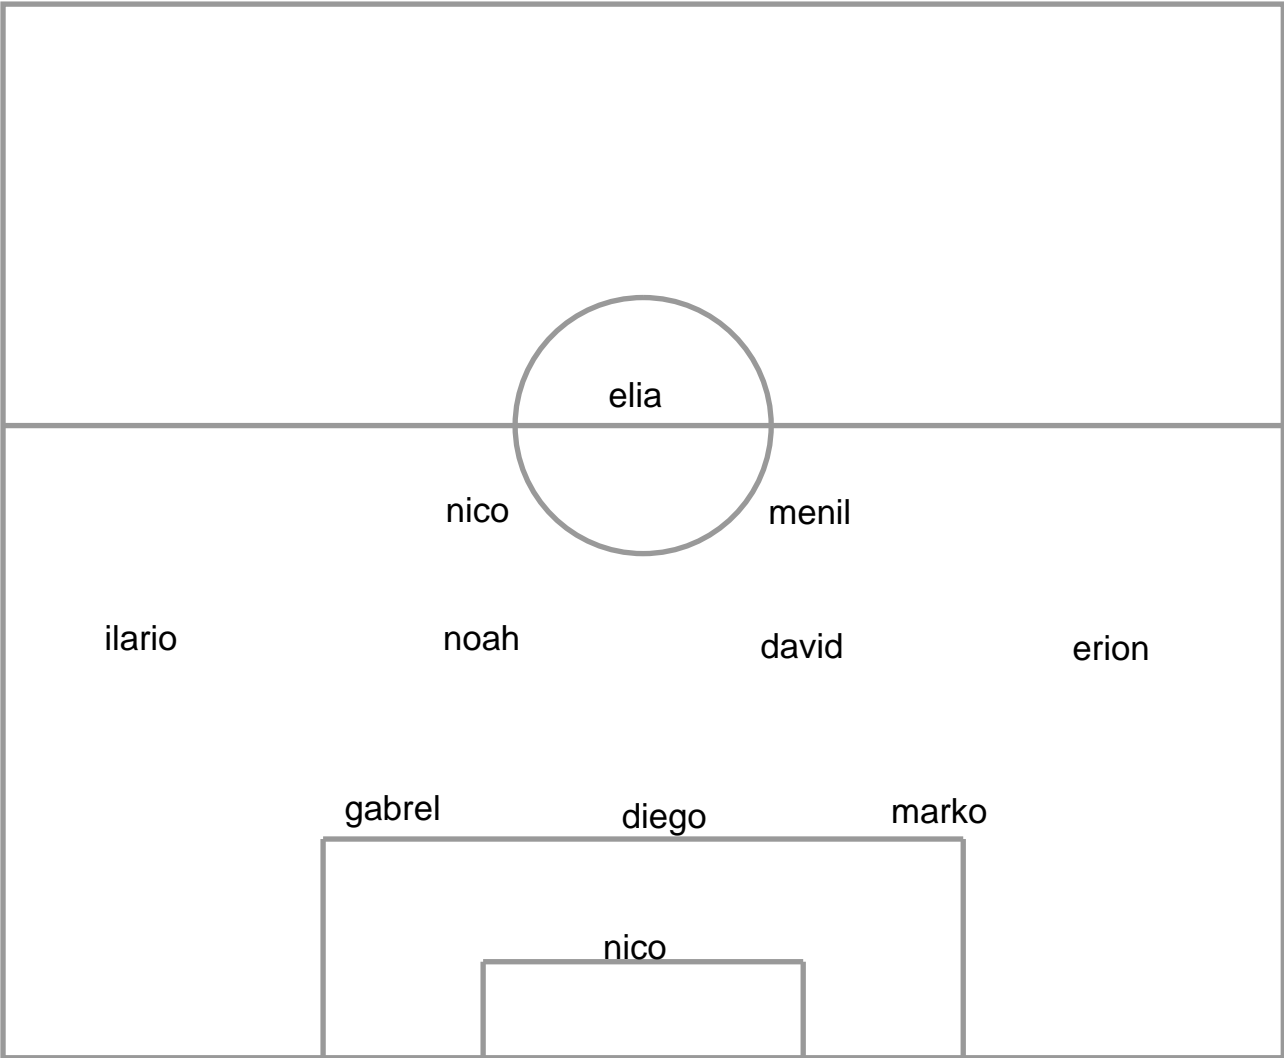 elia
nico menil
ilario noah david erion
gabrel diego marko
nico